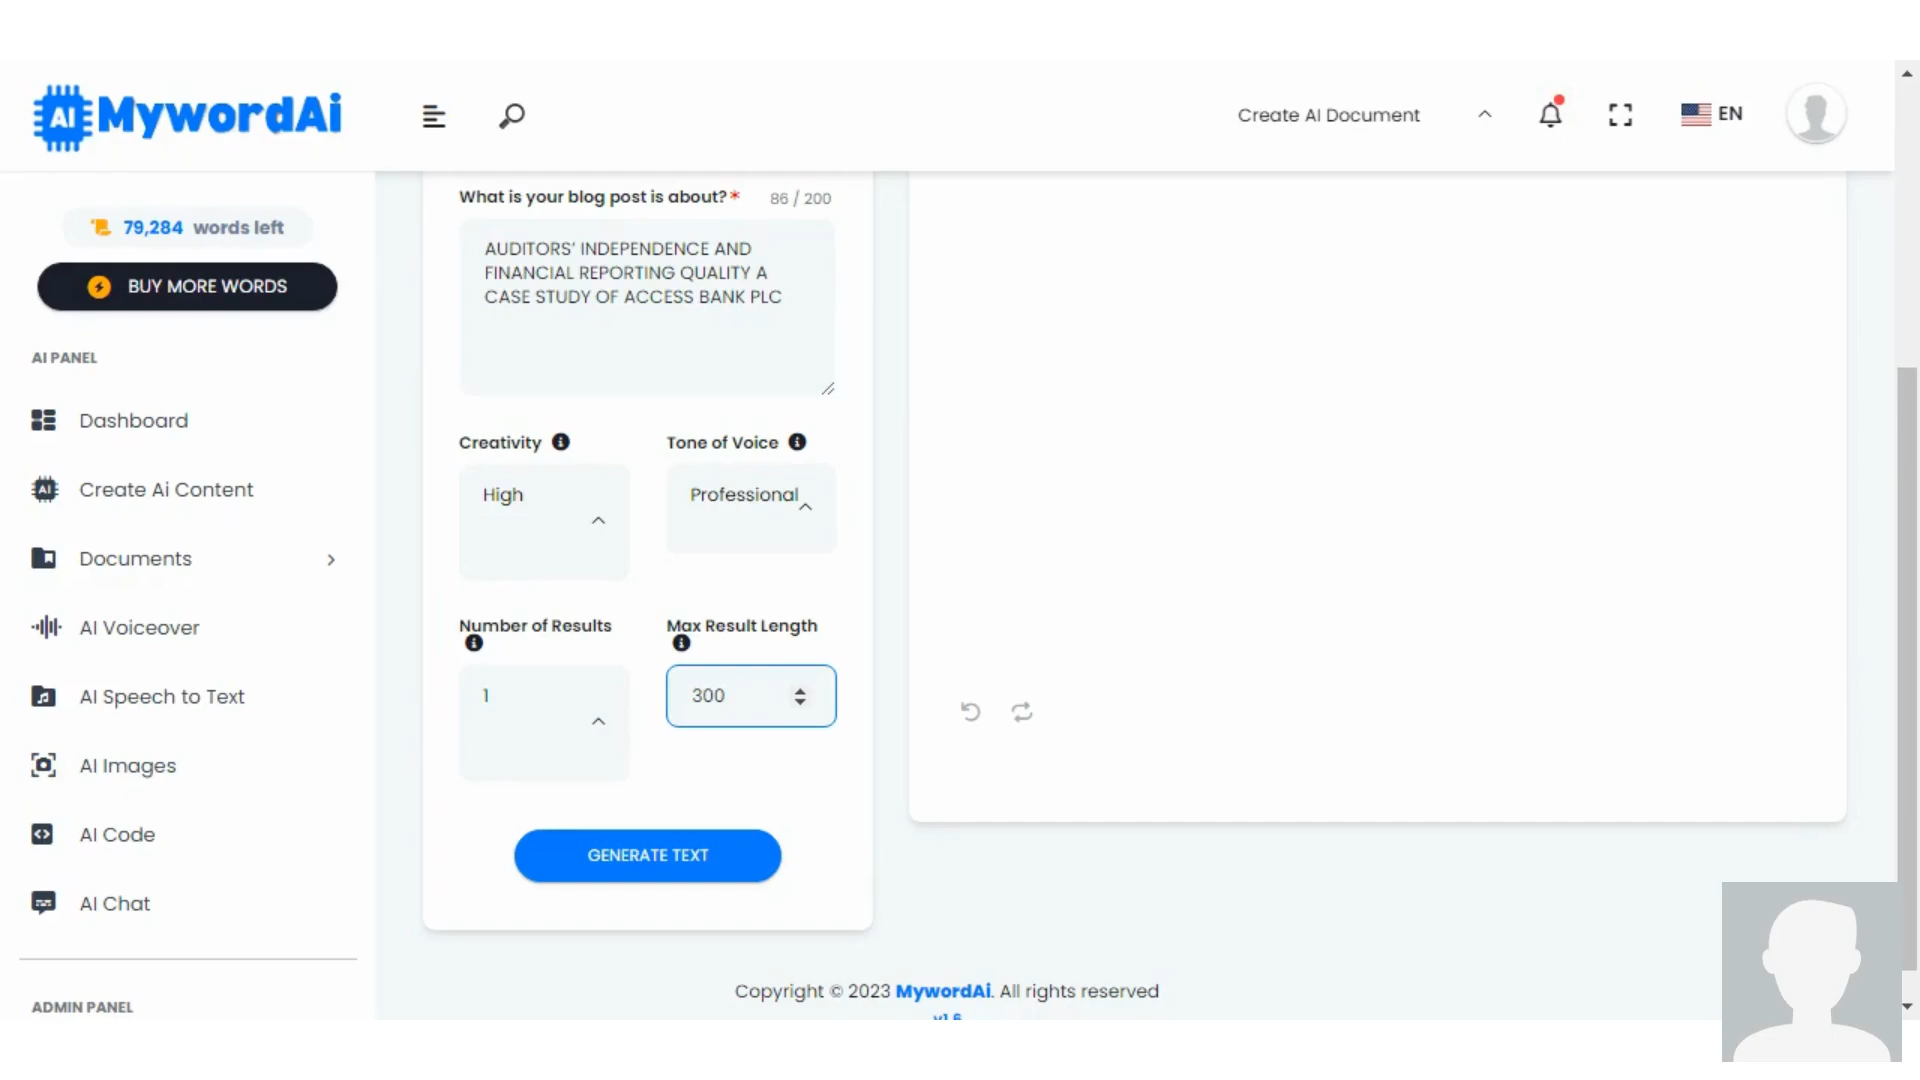 AI MywordAi
Create AI Document
EN
79,284 words left
BUY MORE WORDS
AI PANEL
Dashboard
AI Create Ai Content
Documents
AI Voiceover
AI Speech to Text
AI Images
AI Code
AI Chat
ADMIN PANEL
What is your blog post is about?* 86 / 200
AUDITORS' INDEPENDENCE AND
FINANCIAL REPORTING QUALITY A
CASE STUDY OF ACCESS BANK PLC
Creativity
Tone of Voice
High
Professional
Number of Results
Max Result Length
1
300
GENERATE TEXT
Copyright © 2023 MywordAi. All rights reserved
v1.6